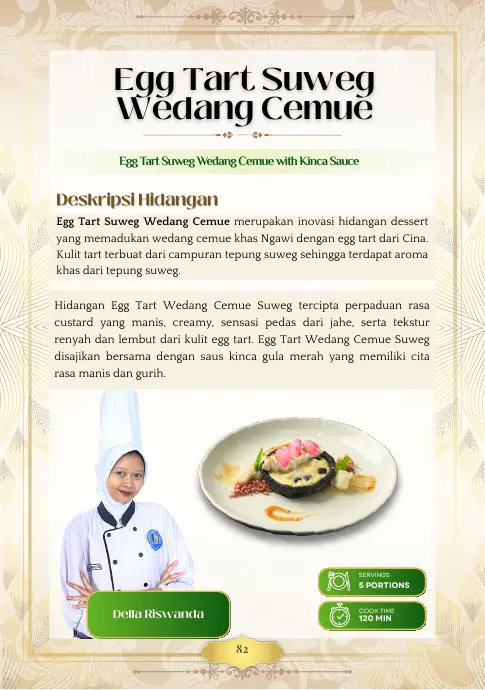 Egg Tart Suweg
Wedang Cemue
Egg Tart Suweg Wedang Cemue with Kinca Sauce
Deskripsi Hidangan
Egg Tart Suweg Wedang Cemue merupakan inovasi hidangan dessert
yang memadukan wedang cemue khas Ngawi dengan egg tart dari Cina.
Kulit tart terbuat dari campuran tepung suweg sehingga terdapat aroma
khas dari tepung suweg.
Hidangan Egg Tart Wedang Cemue Suweg tercipta perpaduan rasa
custard yang manis, creamy, sensasi pedas dari jahe, serta tekstur
renyah dan lembut dari kulit egg tart. Egg Tart Wedang Cemue Suweg
disajikan bersama dengan saus kinca gula merah yang memiliki cita
rasa manis dan gurih.
SERVINGS
5 PORTIONS
Della Riswanda
COOK TIME
120 MIN
82